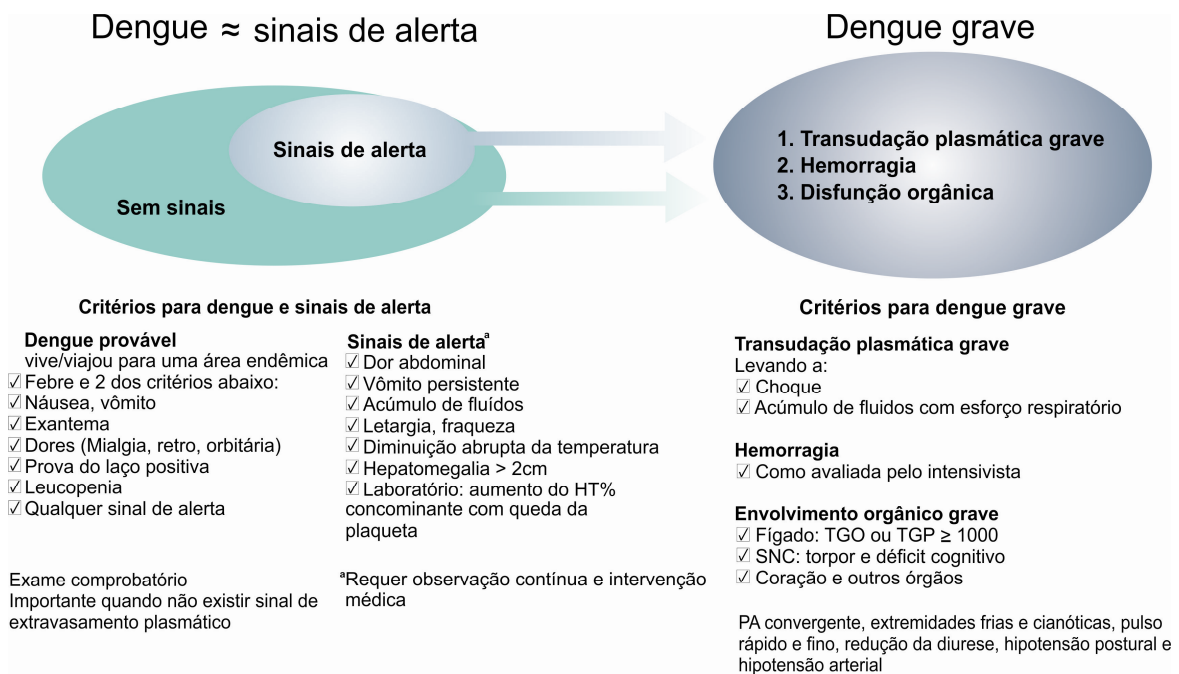 Dengue ≈ sinais de alerta
Dengue grave
Sinais de alerta
Sem sinais
1. Transudação plasmática grave
2. Hemorragia
3. Disfunção orgânica
Critérios para dengue e sinais de alerta
Dengue provável
vive/viajou para uma área endêmica
☑ Febre e 2 dos critérios abaixo:
☑ Náusea, vômito
☑ Exantema
☑ Dores (Mialgia, retro, orbitária)
☑ Prova do laço positiva
☑ Leucopenia
☑ Qualquer sinal de alerta
Exame comprobatório
Importante quando não existir sinal de
extravasamento plasmático
Sinais de alertaª
☑ Dor abdominal
☑ Vômito persistente
☑ Acúmulo de fluídos
☑ Letargia, fraqueza
☑ Diminuição abrupta da temperatura
☑ Hepatomegalia > 2cm
☑ Laboratório: aumento do HT%
concominante com queda da
plaqueta
ªRequer observação contínua e intervenção
médica
Critérios para dengue grave
Transudação plasmática grave
Levando a:
☑ Choque
☑ Acúmulo de fluidos com esforço respiratório
Hemorragia
☑ Como avaliada pelo intensivista
Envolvimento orgânico grave
☑ Fígado: TGO ou TGP ≥ 1000
☑ SNC: torpor e déficit cognitivo
☑ Coração e outros órgãos
PA convergente, extremidades frias e cianóticas, pulso
rápido e fino, redução da diurese, hipotensão postural e
hipotensão arterial